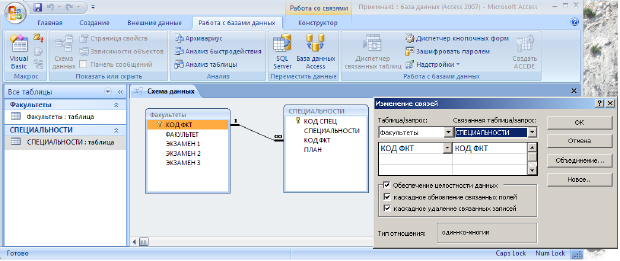 Работа со связями
Приемная1 : база данных (Access 2007) - Microsoft Access
Главная Создание Внешние данные Работа с базами данных Конструктор
Visual Basic
Макрос
Схема данных
Страница свойств
Зависимости объектов
Панель сообщений
Показать или скрыть
Архивариус
Анализ быстродействия
Анализ таблицы
Анализ
SQL Server
База данных Access
Переместить данные
Диспетчер связанных таблиц
Диспетчер кнопочных форм
Зашифровать паролем
Надстройки
Работа с базами данных
Создать ACCDE
Все таблицы
Факультеты
Факультеты : таблица
СПЕЦИАЛЬНОСТИ
СПЕЦИАЛЬНОСТИ : таблица
Схема данных
Факультеты
КОД ФКТ
ФАКУЛЬТЕТ
ЭКЗАМЕН 1
ЭКЗАМЕН 2
ЭКЗАМЕН 3
1
∞
СПЕЦИАЛЬНОСТИ
КОД СПЕЦ
СПЕЦИАЛЬНОСТИ
КОД ФКТ
ПЛАН
Изменение связей
Таблица/запрос: Связанная таблица/запрос:
Факультеты СПЕЦИАЛЬНОСТИ
КОД ФКТ КОД ФКТ
Обеспечение целостности данных
каскадное обновление связанных полей
каскадное удаление связанных записей
Тип отношения: один-ко-многим
ОК
Отмена
Объединение...
Новое..
Готово
Caps Lock Num Lock